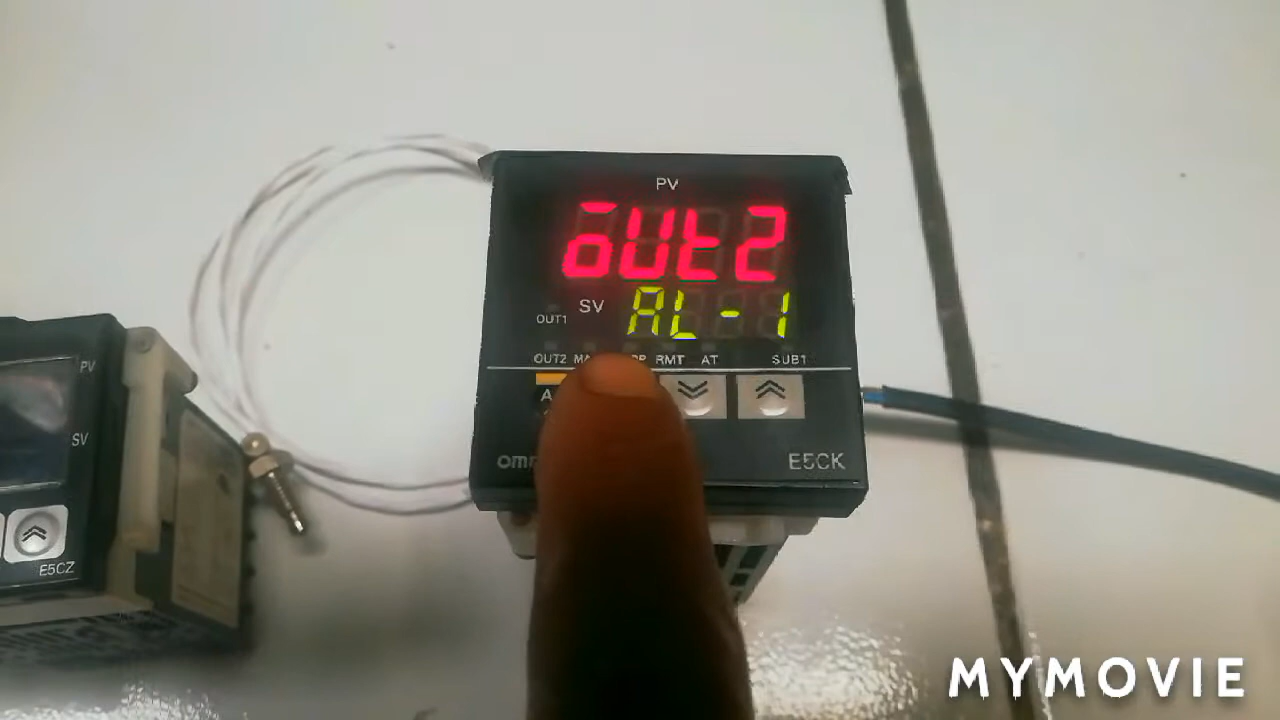 PV
out2
SV
AL-1
OUT1
OUT2
RMT
AT
SUB1
E5CK
PV
SV
E5CZ
MYMOVIE